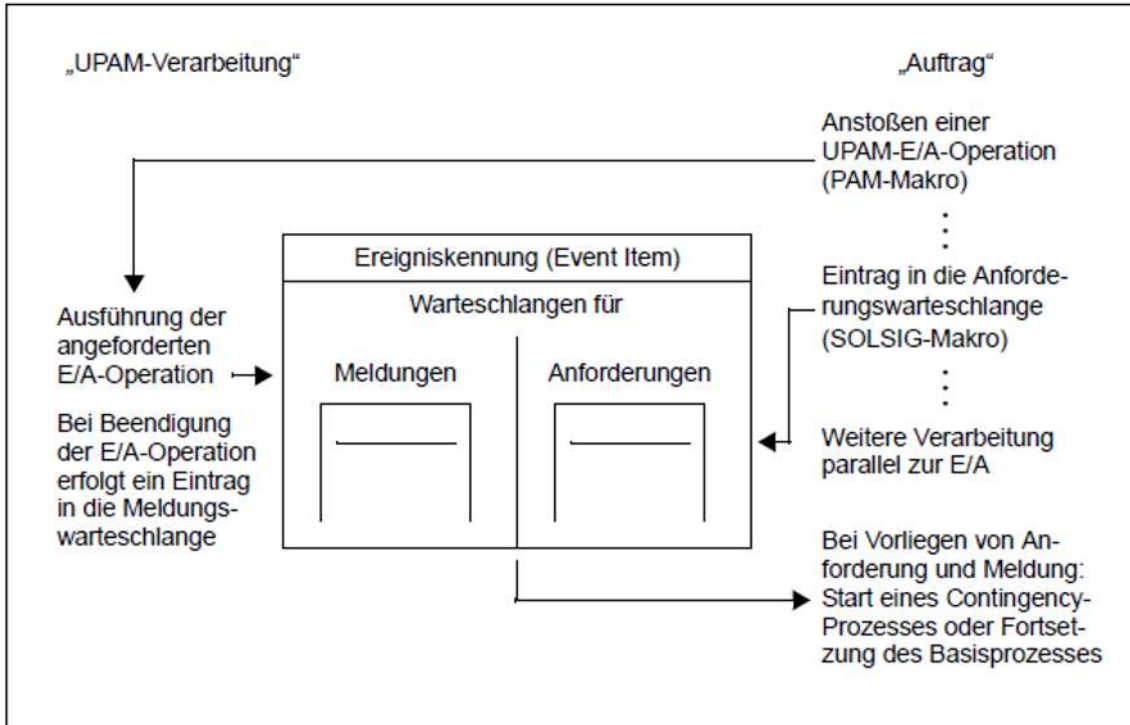 „UPAM-Verarbeitung“
„Auftrag“
Anstoßen einer
UPAM-E/A-Operation
(PAM-Makro)
Ereigniskennung (Event Item)
Warteschlangen für
Meldungen
Anforderungen
Ausführung der
angeforderten
E/A-Operation
Bei Beendigung
der E/A-Operation
erfolgt ein Eintrag
in die Meldungs-
warteschlange
Eintrag in die Anforde-
rungswarteschlange
(SOLSIG-Makro)
Weitere Verarbeitung
parallel zur E/A
Bei Vorliegen von An-
forderung und Meldung:
Start eines Contingency-
Prozesses oder Fortset-
zung des Basisprozesses